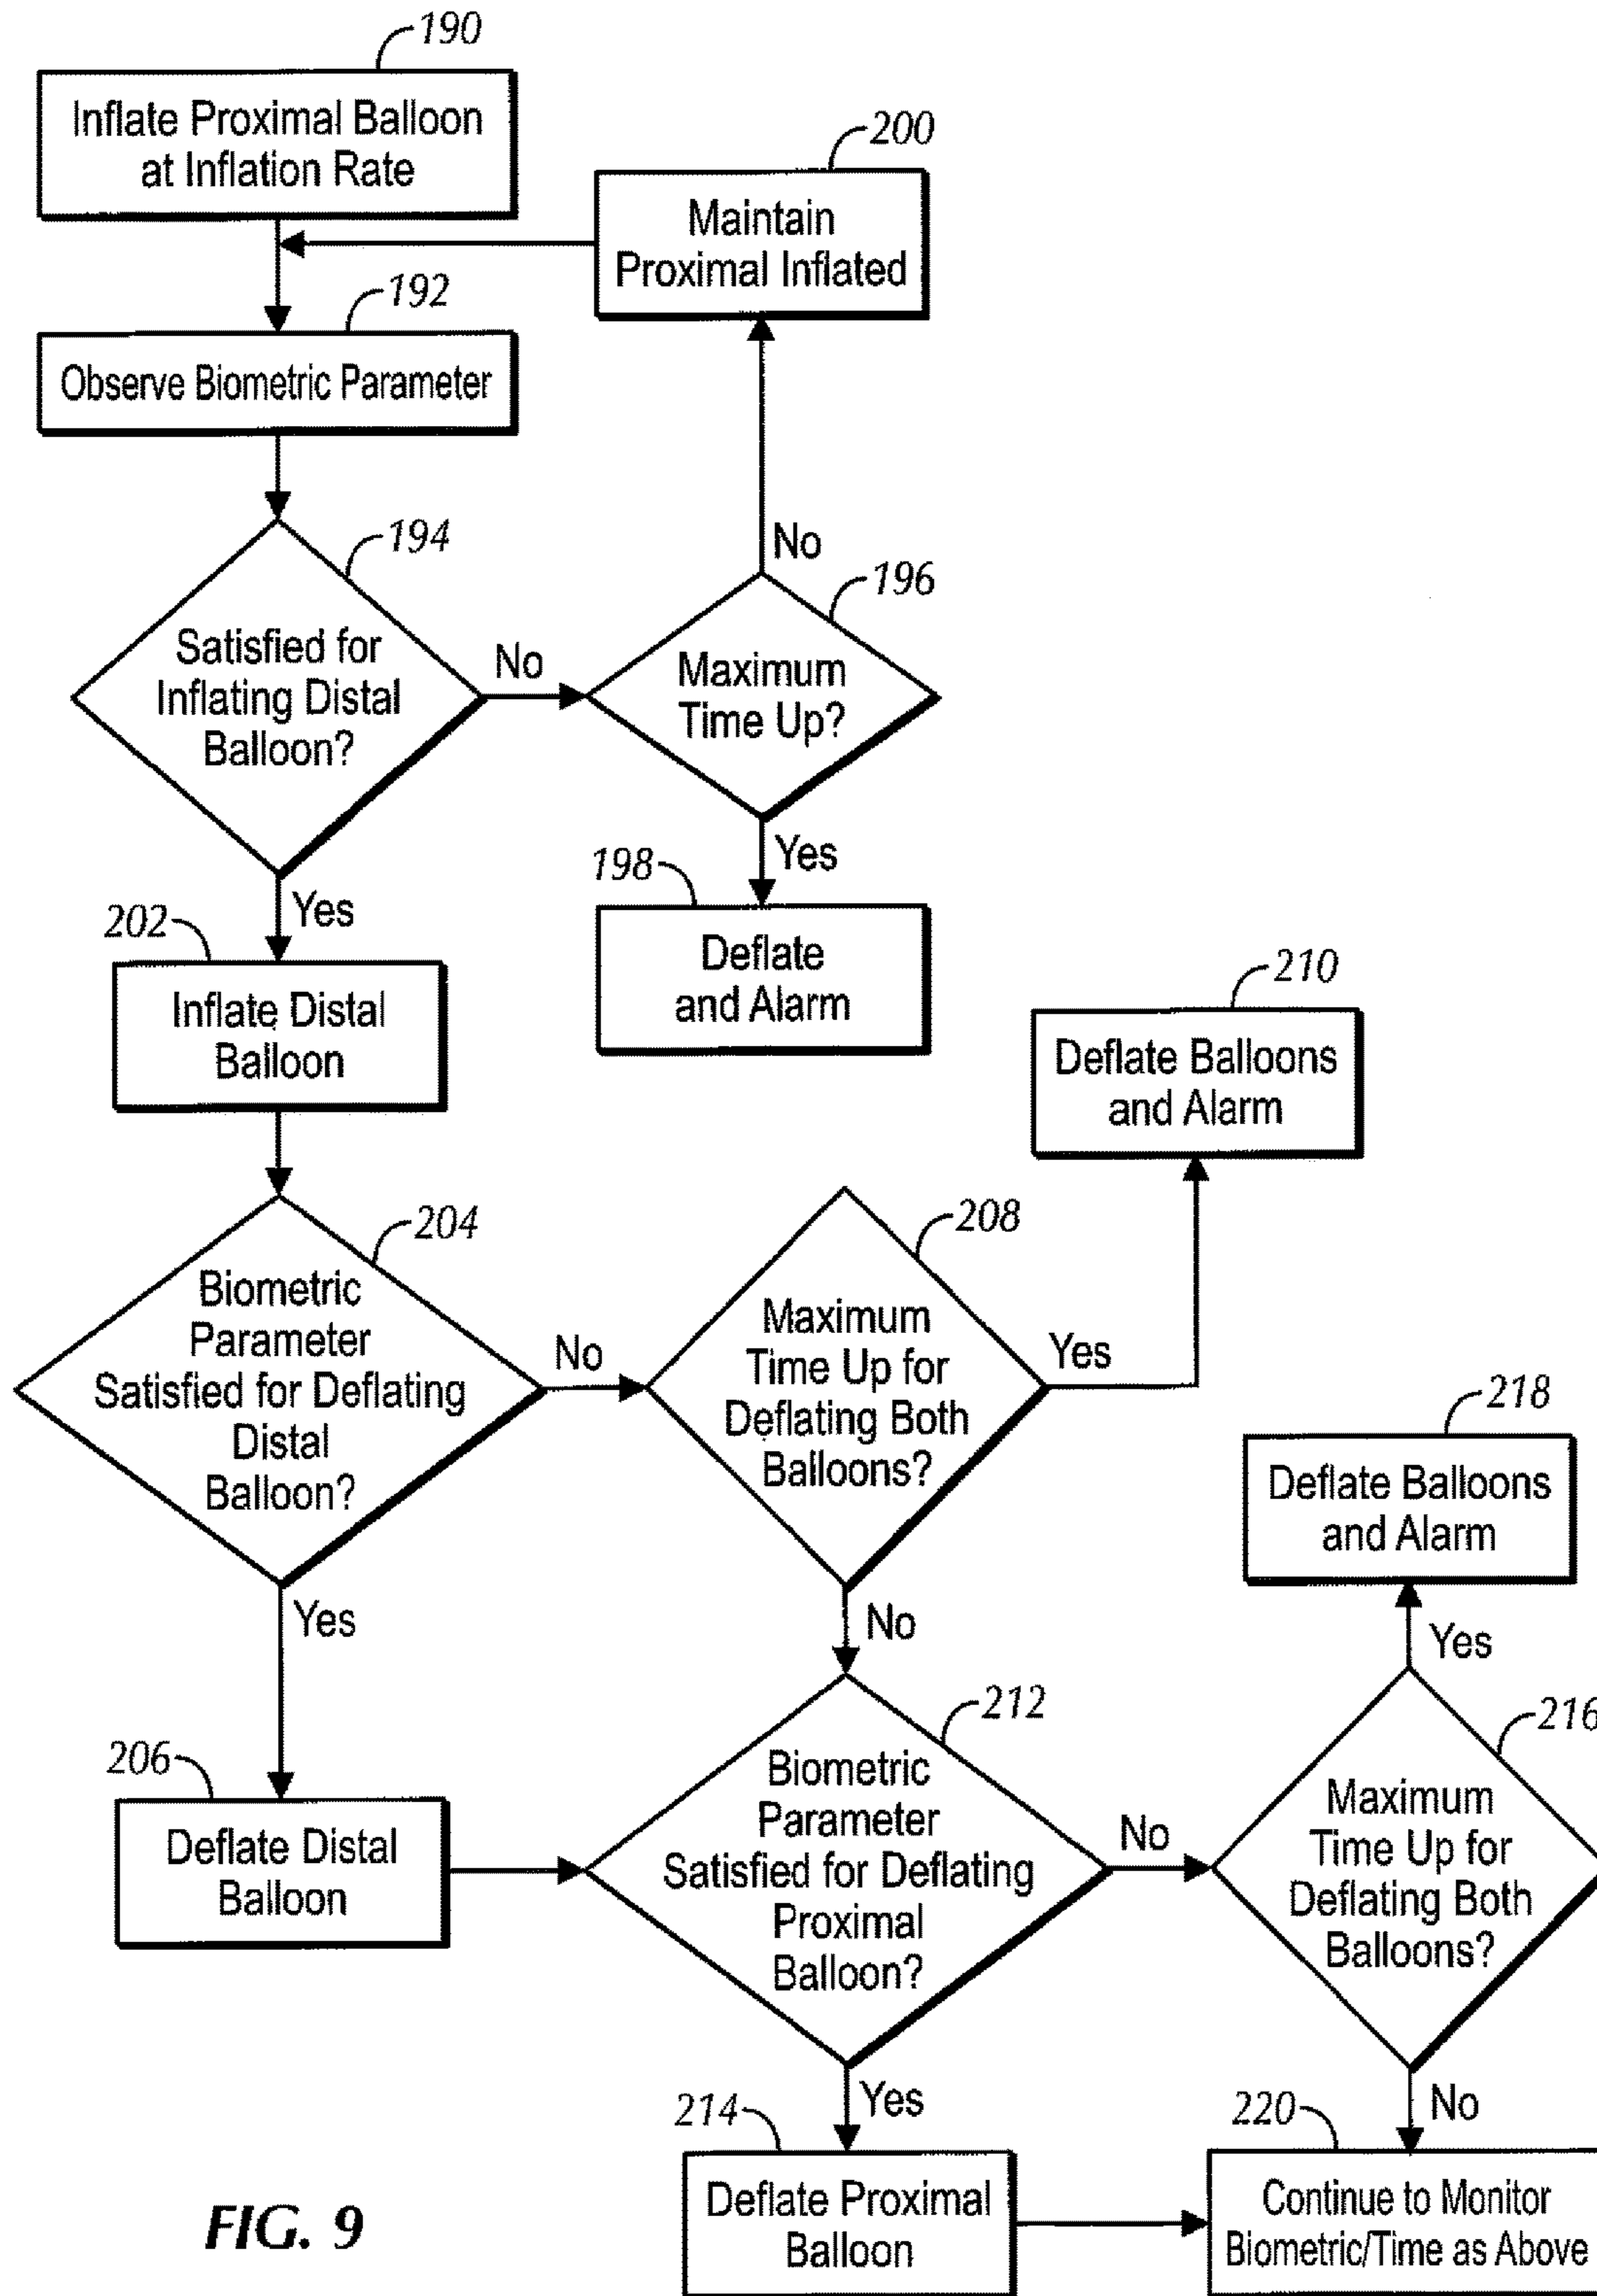 190
Inflate Proximal Balloon
at Inflation Rate
200
Maintain
Proximal Inflated
192
Observe Biometric Parameter
194
Satisfied for
Inflating Distal
Balloon?
No
196
Maximum
Time Up?
No
Yes
198
Deflate
and Alarm
Yes
202
Inflate Distal
Balloon
210
Deflate Balloons
and Alarm
204
Biometric
Parameter
Satisfied for Deflating
Distal
Balloon?
No
208
Maximum
Time Up for
Deflating Both
Balloons?
Yes
218
Deflate Balloons
and Alarm
Yes
No
Yes
206
Deflate Distal
Balloon
212
Biometric
Parameter
Satisfied for Deflating
Proximal
Balloon?
No
216
Maximum
Time Up for
Deflating Both
Balloons?
Yes
214
Deflate Proximal
Balloon
No
220
Continue to Monitor
Biometric/Time as Above
FIG. 9